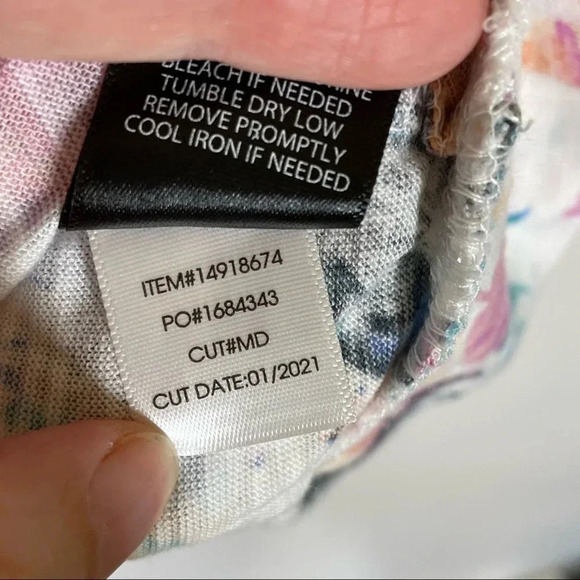 BLEACH IF NEEDED
TUMBLE DRY LOW
REMOVE PROMPTLY
COOL IRON IF NEEDED
ITEM#14918674
PO#1684343
CUT#MD
CUT DATE:01/2021